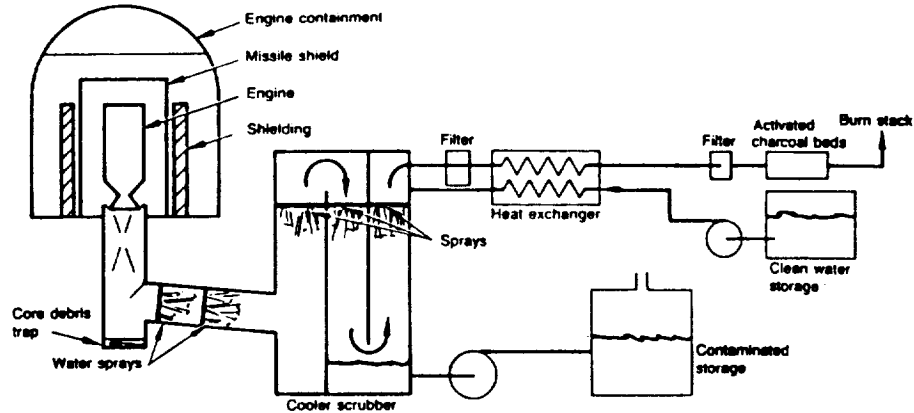 Engine containment
Missile shield
Engine
Shielding
Filter
Filter
Activated
charcoal beds
Burn stack
Heat exchanger
Sprays
Clean water
storage
Core debris
trap
Water sprays
Contaminated
storage
Cooler scrubber